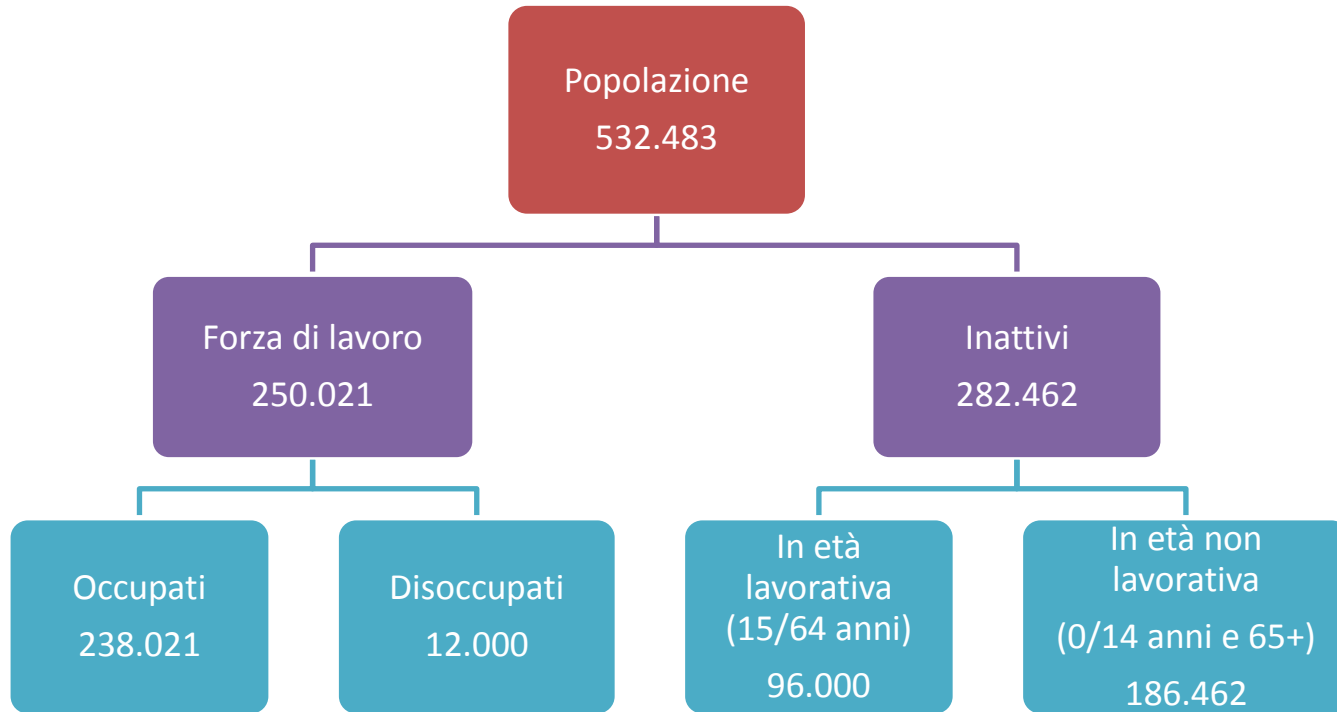 Popolazione
532.483
Forza di lavoro
250.021
Inattivi
282.462
Occupati
238.021
Disoccupati
12.000
In età
lavorativa
(15/64 anni)
96.000
In età non
lavorativa
(0/14 anni e 65+)
186.462